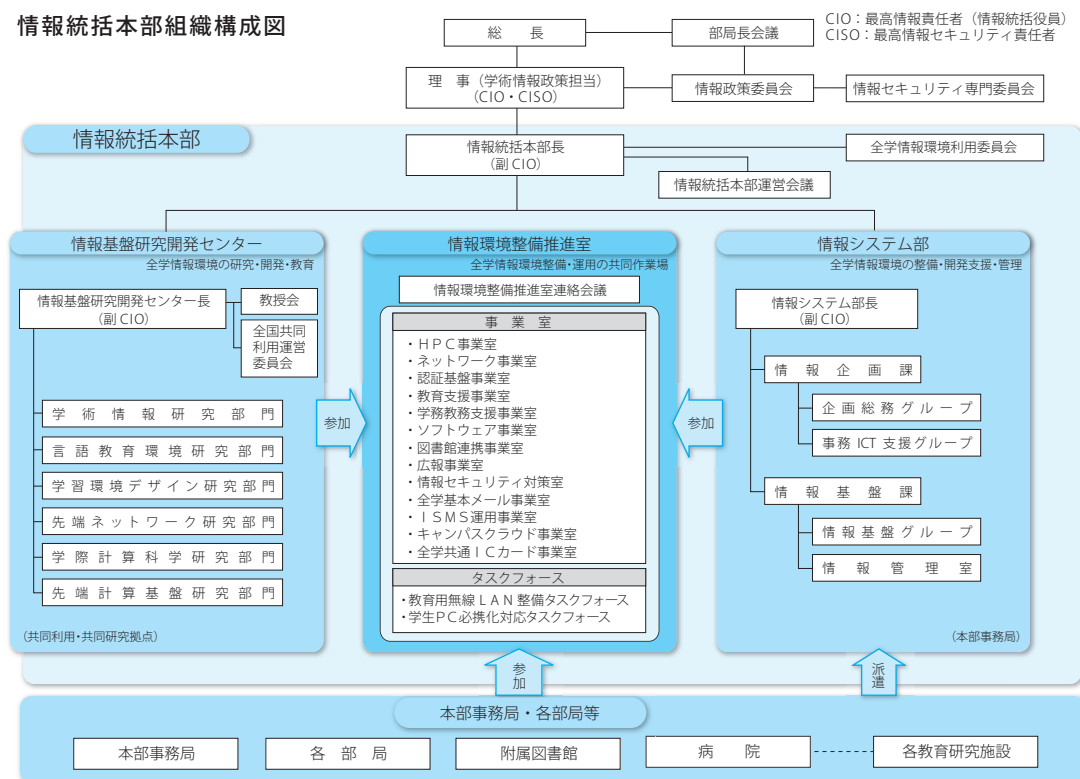 情報統括本部組織構成図
CIO：最高情報責任者（情報統括役員）
CISO：最高情報セキュリティ責任者
総　長
部局長会議
理　事（学術情報政策担当）
（CIO・CISO）
情報政策委員会
情報セキュリティ専門委員会
情報統括本部
情報統括本部長
（副 CIO）
全学情報環境利用委員会
情報統括本部運営会議
情報基盤研究開発センター
全学情報環境の研究・開発・教育
情報基盤研究開発センター長
（副 CIO）
教授会
全国共同
利用運営
委員会
学術情報研究部門
言語教育環境研究部門
学習環境デザイン研究部門
先端ネットワーク研究部門
学際計算科学研究部門
先端計算基盤研究部門
（共同利用・共同研究拠点）
参加
情報環境整備推進室
全学情報環境整備・運用の共同作業場
情報環境整備推進室連絡会議
事　業　室
・ＨＰＣ事業室
・ネットワーク事業室
・認証基盤事業室
・教育支援事業室
・学務教務支援事業室
・ソフトウェア事業室
・図書館連携事業室
・広報事業室
・情報セキュリティ対策室
・全学基本メール事業室
・ＩＳＭＳ運用事業室
・キャンパスクラウド事業室
・全学共通ＩＣカード事業室
タスクフォース
・教育用無線ＬＡＮ整備タスクフォース
・学生ＰＣ必携化対応タスクフォース
参加
情報システム部
全学情報環境の整備・開発支援・管理
情報システム部長
（副 CIO）
情報企画課
企画総務グループ
事務 ICT 支援グループ
情報基盤課
情報基盤グループ
情報管理室
（本部事務局）
参加
派遣
本部事務局・各部局等
本部事務局
各　部　局
附属図書館
病　院
各教育研究施設